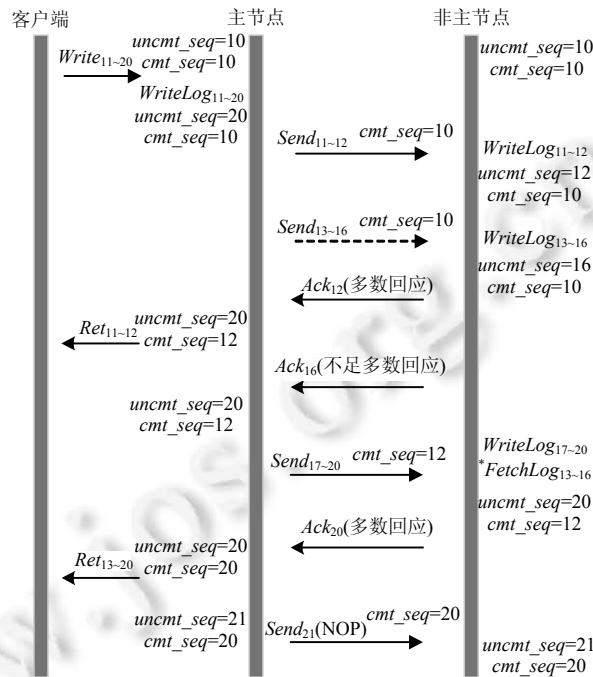 客户端 主节点 非主节点
uncmt_seq=10
cmt_seq=10
Write11~20
uncmt_seq=10
cmt_seq=10
WriteLog11~20
uncmt_seq=20
cmt_seq=10
Send11~12 cmt_seq=10
WriteLog11~12
uncmt_seq=12
cmt_seq=10
Send13~16 cmt_seq=10
WriteLog13~16
uncmt_seq=16
cmt_seq=10
Ack12(多数回应)
Ret11~12
uncmt_seq=20
cmt_seq=12
Ack16(不足多数回应)
uncmt_seq=20
cmt_seq=12
Send17~20 cmt_seq=12
WriteLog17~20
*FetchLog13~16
uncmt_seq=20
cmt_seq=12
Ack20(多数回应)
Ret13~20
uncmt_seq=20
cmt_seq=20
uncmt_seq=21
cmt_seq=20
Send21(NOP) cmt_seq=20
uncmt_seq=21
cmt_seq=20